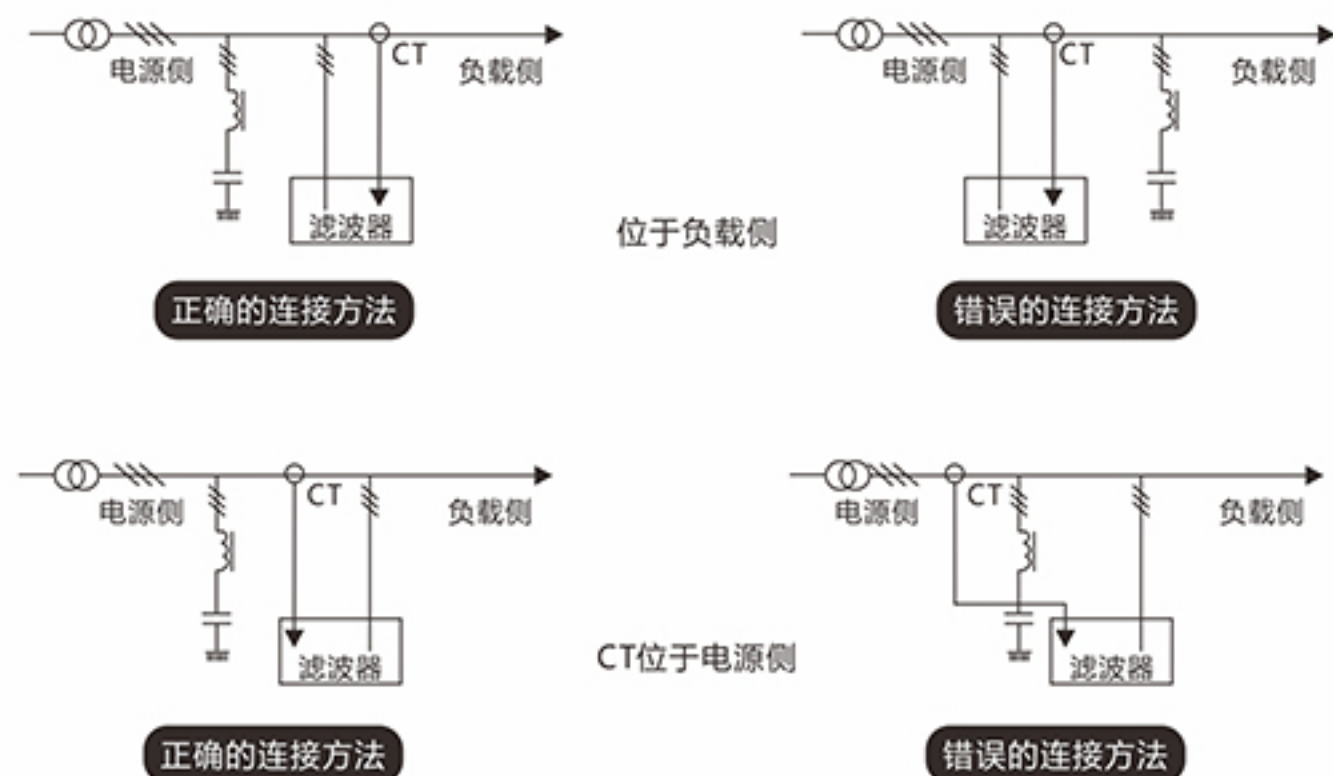 CT
CT
电源侧
负载侧
电源侧
负载侧
滤波器
位于负载侧
滤波器
正确的连接方法
错误的连接方法
CT
CT
电源侧
负载侧
电源侧
负载侧
滤波器
CT位于电源侧
滤波器
正确的连接方法
错误的连接方法